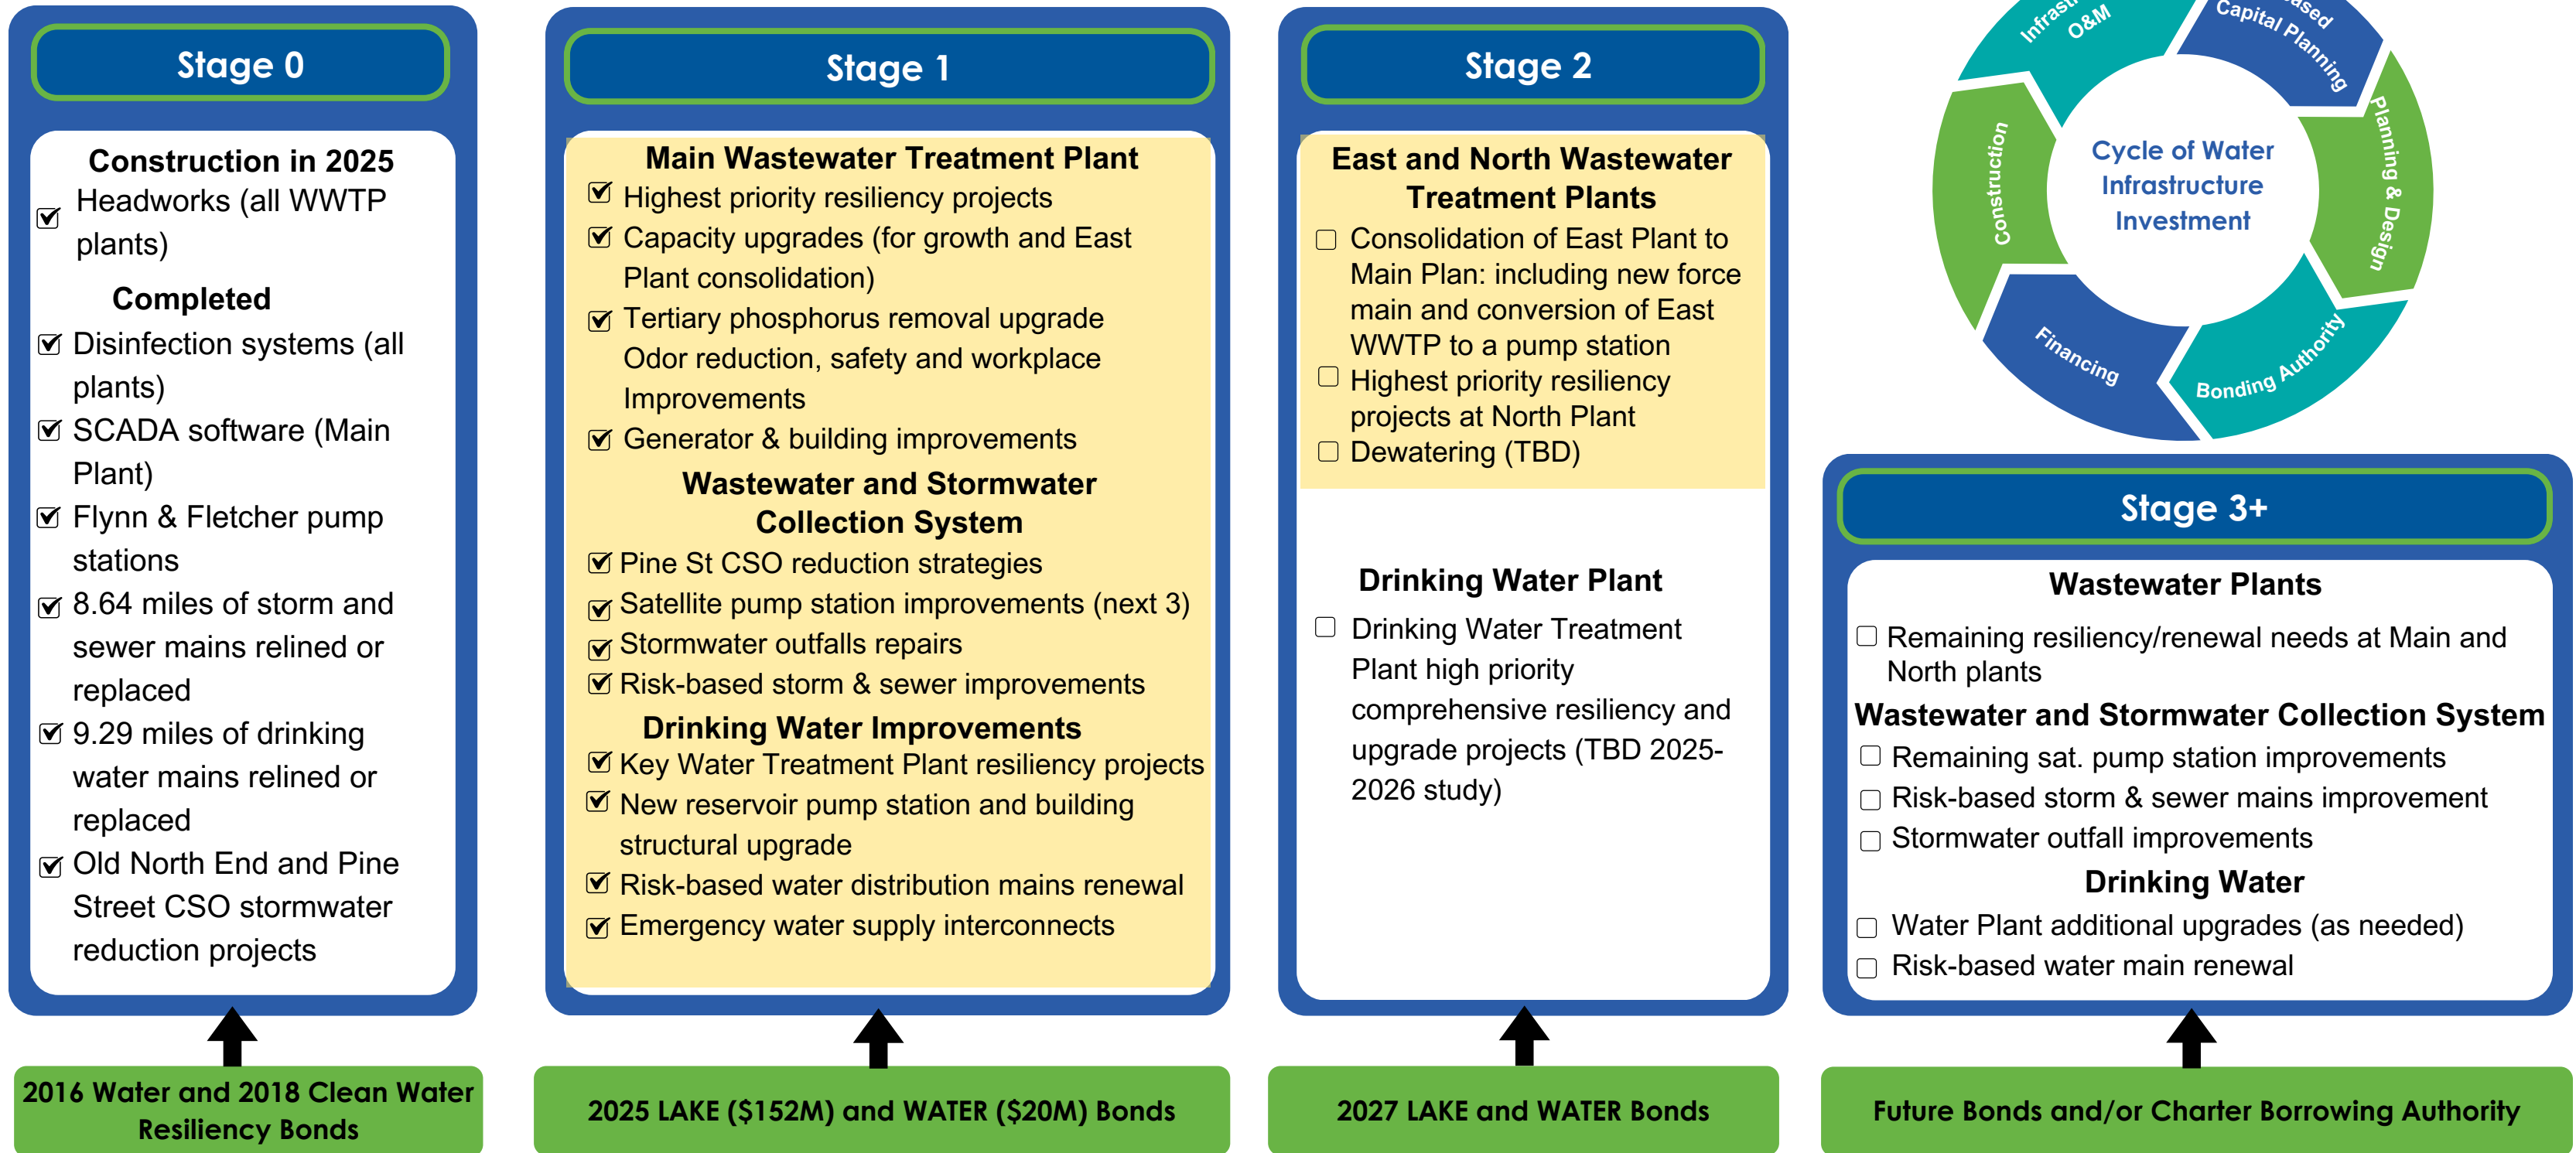 Stage 0
Construction in 2025
Headworks (all WWTP
plants)
Completed
Disinfection systems (all
plants)
SCADA software (Main
Plant)
Flynn & Fletcher pump
stations
8.64 miles of storm and
sewer mains relined or
replaced
9.29 miles of drinking
water mains relined or
replaced
Old North End and Pine
Street CSO stormwater
reduction projects
2016 Water and 2018 Clean Water
Resiliency Bonds
Stage 1
Main Wastewater Treatment Plant
Highest priority resiliency projects
Capacity upgrades (for growth and East
Plant consolidation)
Tertiary phosphorus removal upgrade
Odor reduction, safety and workplace
Improvements
Generator & building improvements
Wastewater and Stormwater
Collection System
Pine St CSO reduction strategies
Satellite pump station improvements (next 3)
Stormwater outfalls repairs
Risk-based storm & sewer improvements
Drinking Water Improvements
Key Water Treatment Plant resiliency projects
New reservoir pump station and building
structural upgrade
Risk-based water distribution mains renewal
Emergency water supply interconnects
2025 LAKE ($152M) and WATER ($20M) Bonds
Stage 2
East and North Wastewater
Treatment Plants
Consolidation of East Plant to
Main Plan: including new force
main and conversion of East
WWTP to a pump station
Highest priority resiliency
projects at North Plant
Dewatering (TBD)
Drinking Water Plant
Drinking Water Treatment
Plant high priority
comprehensive resiliency and
upgrade projects (TBD 2025-
2026 study)
2027 LAKE and WATER Bonds
O&M
Capital Planning
Planning & Design
Bonding Authority
Financing
Construction
Cycle of Water
Infrastructure
Investment
Stage 3+
Wastewater Plants
Remaining resiliency/renewal needs at Main and
North plants
Wastewater and Stormwater Collection System
Remaining sat. pump station improvements
Risk-based storm & sewer mains improvement
Stormwater outfall improvements
Drinking Water
Water Plant additional upgrades (as needed)
Risk-based water main renewal
Future Bonds and/or Charter Borrowing Authority